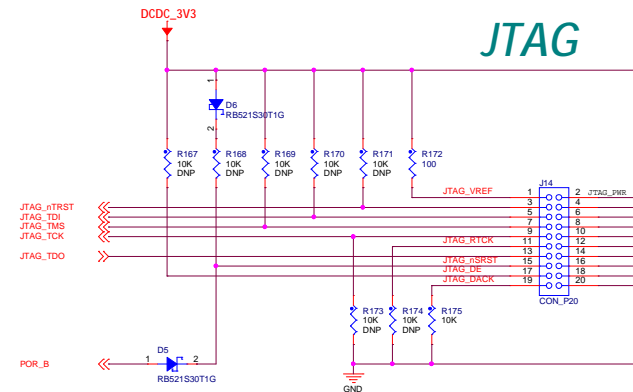 DCDC_3V3
JTAG
1
D6
RB521S30T1G
2
R167
10K
DNP
R168
10K
DNP
R169
10K
DNP
R170
10K
DNP
R171
10K
DNP
R172
100
J14
JTAG_VREF
1
2
JTAG_PWR
JTAG_nTRST
3
4
JTAG_TDI
5
6
JTAG_TMS
7
8
JTAG_TCK
9
10
JTAG_RTCK
11
12
JTAG_TDO
13
14
JTAG_nSRST
15
16
JTAG_DE
17
18
JTAG_DACK
19
20
CON_P20
R173
10K
DNP
R174
10K
DNP
R175
10K
D5
POR_B
1
2
RB521S30T1G
GND